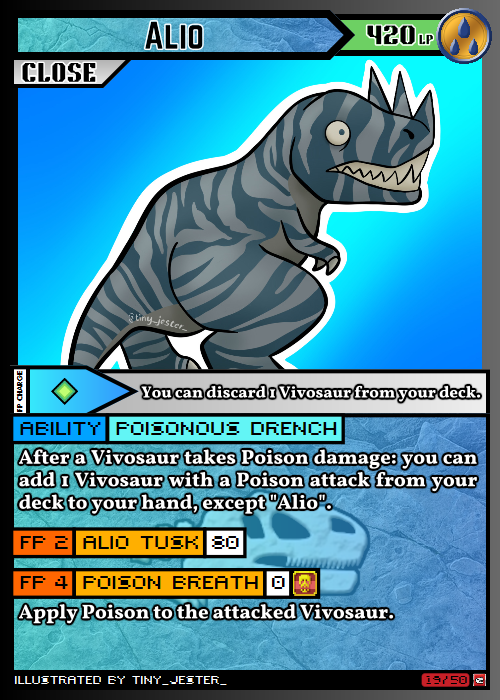 ALIO
420 LP
CLOSE
@tiny_jester_
FP CHARGE
You can discard 1 Vivosaur from your deck.
ABILITY POISONOUS DRENCH
After a Vivosaur takes Poison damage: you can
add 1 Vivosaur with a Poison attack from your
deck to your hand, except "Alio".
FP 2 ALIO TUSK 80
FP 4 POISON BREATH 0
Apply Poison to the attacked Vivosaur.
ILLUSTRATED BY TINY_JESTER_
19/50